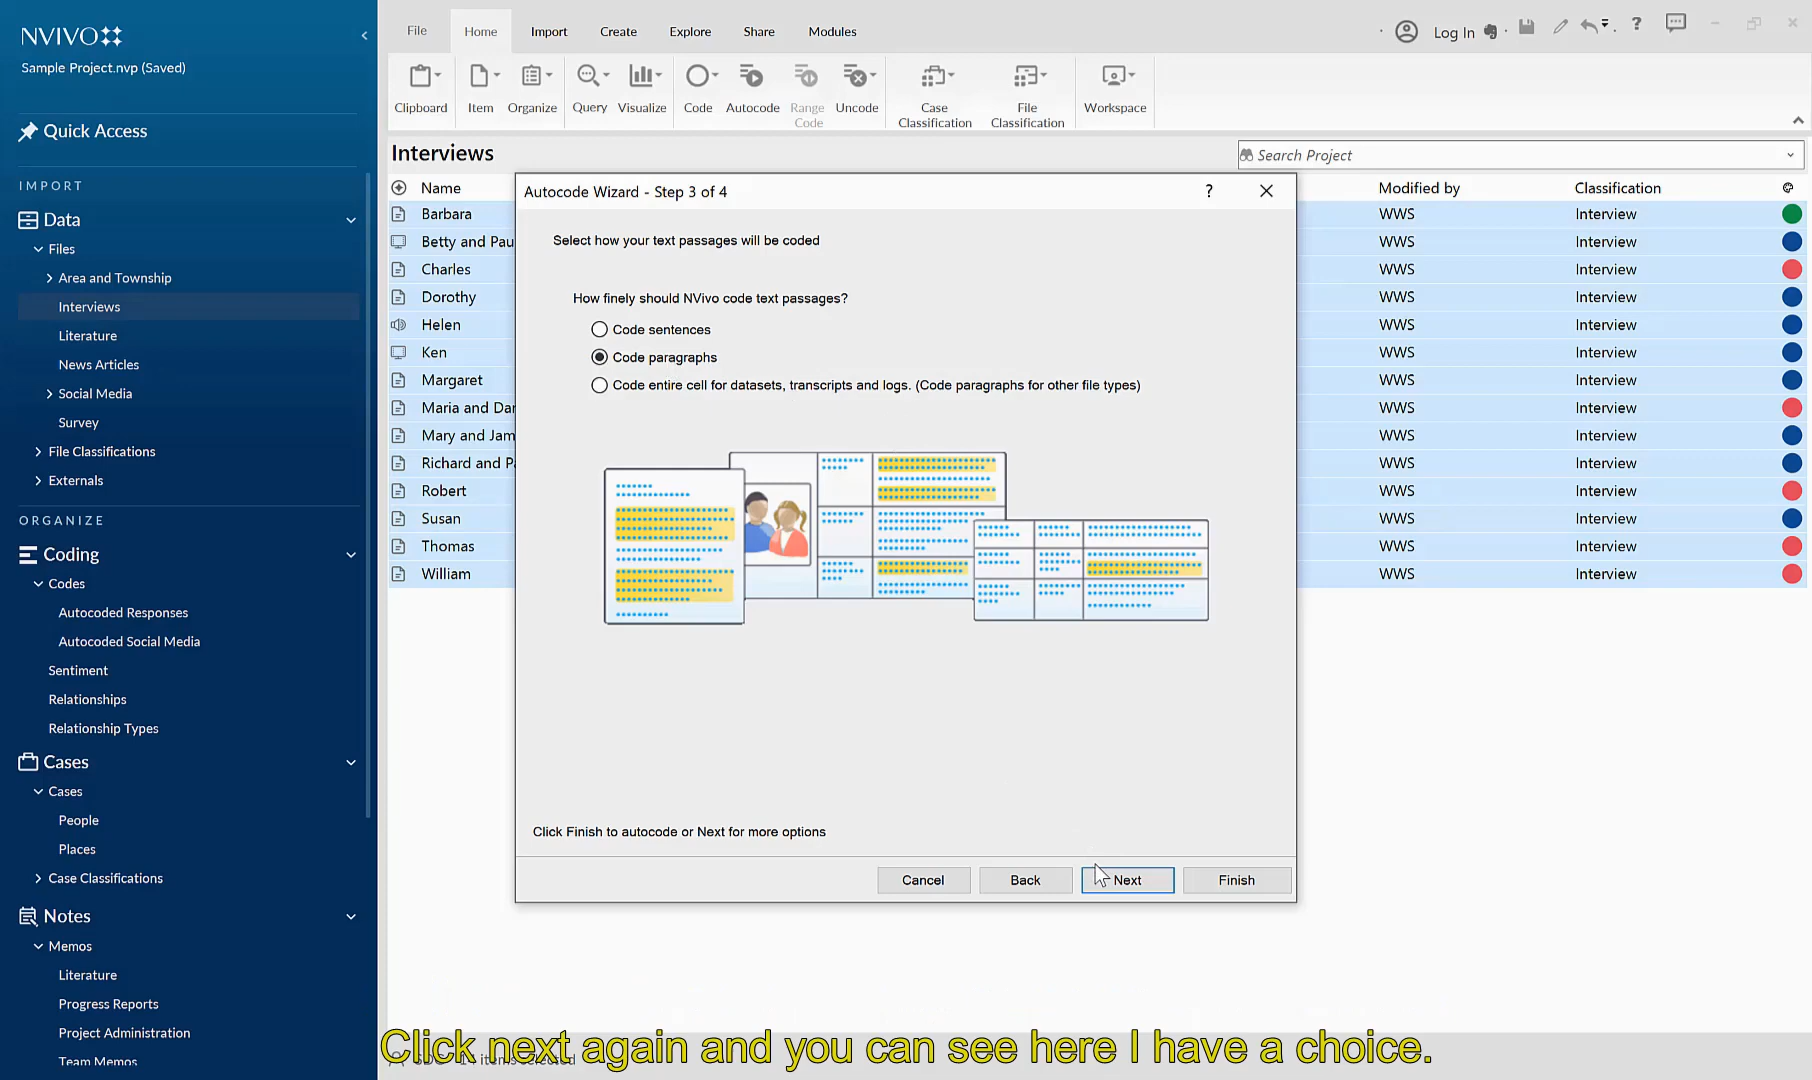 NVIVO
Sample Project.nvp (Saved)
Quick Access
IMPORT
Data
Files
Area and Township
Interviews
Literature
News Articles
Social Media
Survey
File Classifications
Externals
ORGANIZE
Coding
Codes
Autocoded Responses
Autocoded Social Media
Sentiment
Relationships
Relationship Types
Cases
Cases
People
Places
Case Classifications
Notes
Memos
Literature
Progress Reports
Project Administration
Team Memos
File Home Import Create Explore Share Modules
Log In
Clipboard Item Organize Query Visualize Code Autocode Range Code Uncode Case Classification File Classification Workspace
Interviews
Search Project
Name Modified by Classification
Barbara WWS Interview
Betty and Pau WWS Interview
Charles WWS Interview
Dorothy WWS Interview
Helen WWS Interview
Ken WWS Interview
Margaret WWS Interview
Maria and Dar WWS Interview
Mary and Jam WWS Interview
Richard and Pa WWS Interview
Robert WWS Interview
Susan WWS Interview
Thomas WWS Interview
William WWS Interview
Autocode Wizard - Step 3 of 4
Select how your text passages will be coded
How finely should NVivo code text passages?
Code sentences
Code paragraphs
Code entire cell for datasets, transcripts and logs. (Code paragraphs for other file types)
Click Finish to autocode or Next for more options
Cancel Back Next Finish
Click next again and you can see here I have a choice.